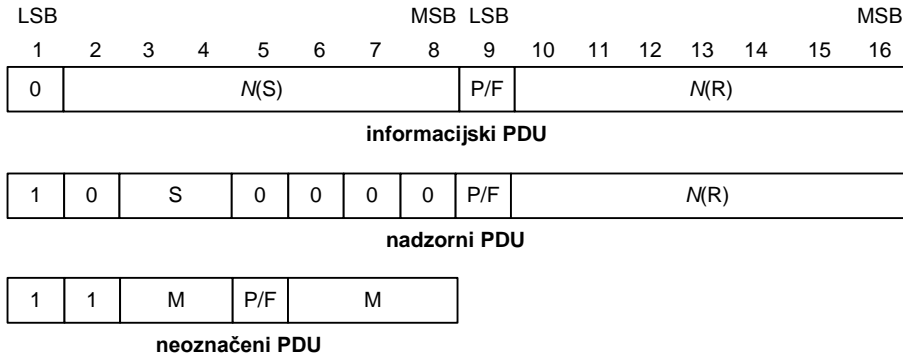 LSB MSB LSB MSB
1 2 3 4 5 6 7 8 9 10 11 12 13 14 15 16
0 N(S) P/F N(R)
informacijski PDU
1 0 S 0 0 0 0 P/F N(R)
nadzorni PDU
1 1 M P/F M
neoznačeni PDU